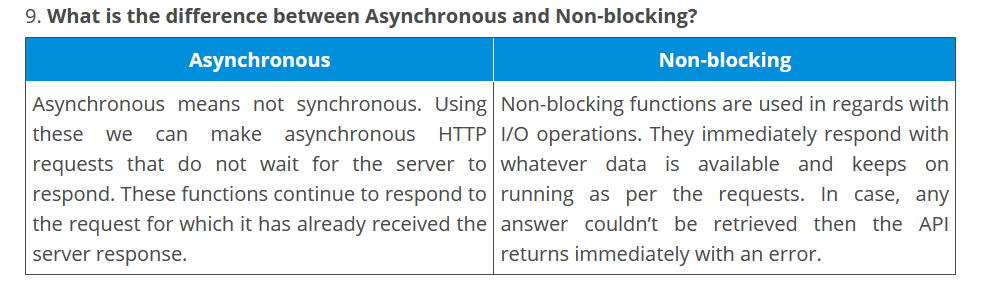 9. What is the difference between Asynchronous and Non-blocking?
Asynchronous
Non-blocking
Asynchronous means not synchronous. Using
these we can make asynchronous HTTP
requests that do not wait for the server to
respond. These functions continue to respond to
the request for which it has already received the
server response.
Non-blocking functions are used in regards with
I/O operations. They immediately respond with
whatever data is available and keeps on
running as per the requests. In case, any
answer couldn’t be retrieved then the API
returns immediately with an error.